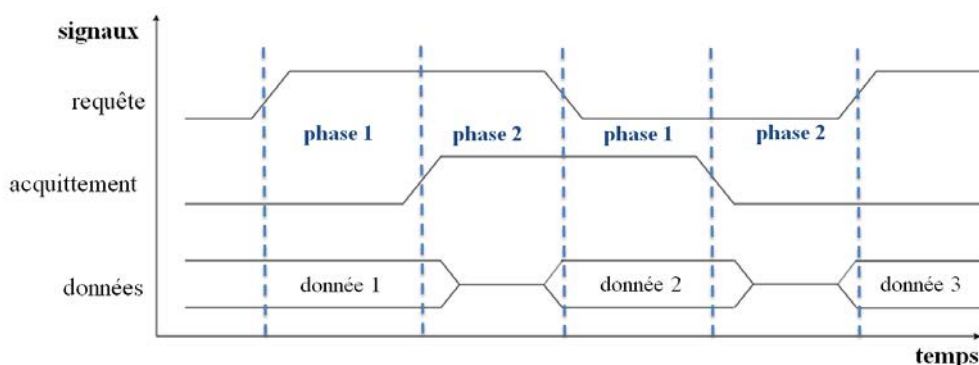 signaux
requête
phase 1
phase 2
phase 1
phase 2
acquittement
données
donnée 1
donnée 2
donnée 3
temps